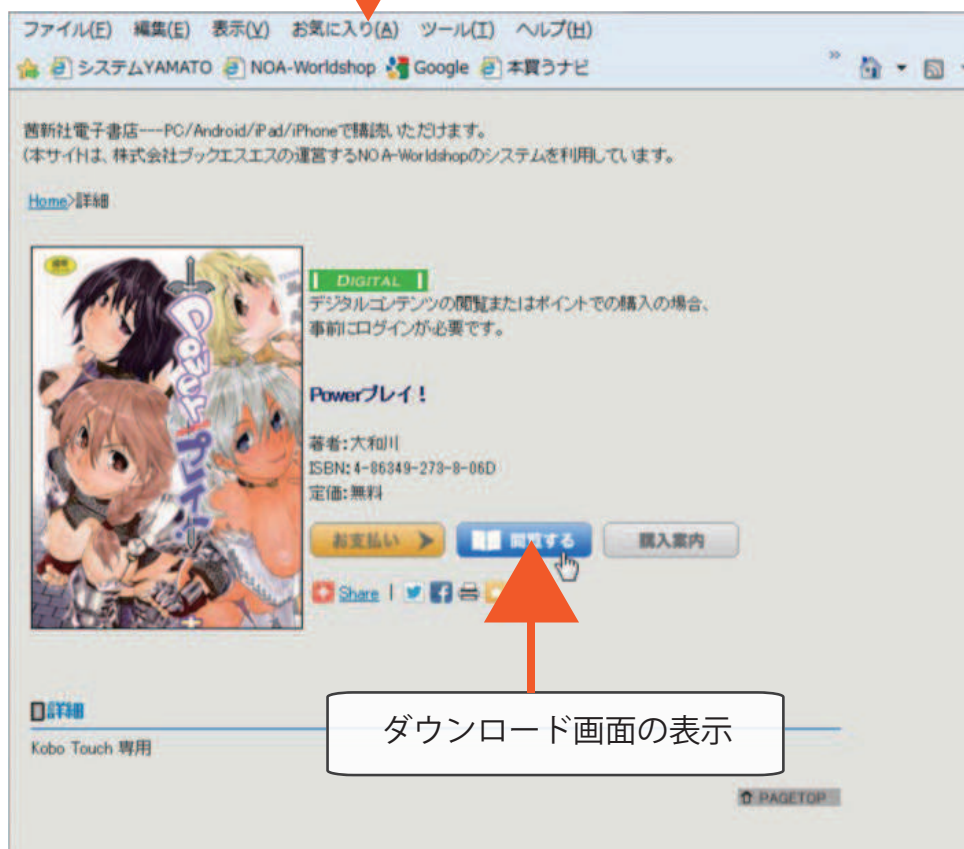 ファイル(F) 編集(E) 表示(V) お気に入り(A) ツール(T) ヘルプ(H)
システムYAMATO NOA-Worldshop Google 本買うナビ »
茜新社電子書店---PC/Android/iPad/iPhoneで購読いただけます。
(本サイトは、株式会社ブックエスエスの運営するNOA-Worldshopのシステムを利用しています。
Home>詳細
DIGITAL
デジタルコンテンツの閲覧またはポイントでの購入の場合、
事前にログインが必要です。
Powerプレイ!
Powerプレイ!
著者:大和川
ISBN:4-86349-273-8-06D
定価:無料
お支払い 閲覧する 購入案内
Share |
ダウンロード画面の表示
詳細
Kobo Touch 専用
PAGETOP